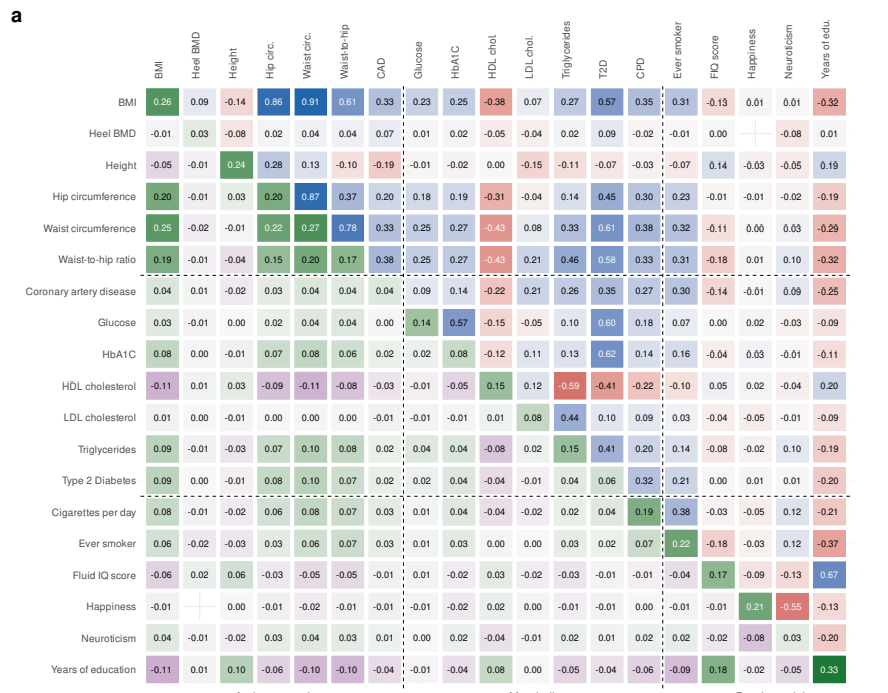 a
BMI Heel BMD Height Hip circ. Waist circ. Waist-to-hip CAD Glucose HbA1C HDL chol. LDL chol. Triglycerides T2D CPD Ever smoker FIQ score Happiness Neuroticism Years of edu.
BMI 0.26 0.09 -0.14 0.86 0.91 0.61 0.33 0.23 0.25 -0.38 0.07 0.27 0.57 0.35 0.31 -0.13 0.01 0.01 -0.32
Heel BMD -0.01 0.03 -0.08 0.02 0.04 0.04 0.07 0.01 0.02 -0.05 -0.04 0.02 0.09 -0.02 -0.01 0.00 -0.08 0.01
Height -0.05 -0.01 0.24 0.28 0.13 -0.10 -0.19 -0.01 -0.02 0.00 -0.15 -0.11 -0.07 -0.03 -0.07 0.14 -0.03 -0.05 0.19
Hip circumference 0.20 -0.01 0.03 0.20 0.87 0.37 0.20 0.18 0.19 -0.31 -0.04 0.14 0.45 0.30 0.23 -0.01 -0.01 -0.02 -0.19
Waist circumference 0.25 -0.02 -0.01 0.22 0.27 0.78 0.33 0.25 0.27 -0.43 0.08 0.33 0.61 0.38 0.32 -0.11 0.00 0.03 -0.29
Waist-to-hip ratio 0.19 -0.01 -0.04 0.15 0.20 0.17 0.38 0.25 0.27 -0.43 0.21 0.46 0.58 0.33 0.31 -0.18 0.01 0.10 -0.32
Coronary artery disease 0.04 0.01 -0.02 0.03 0.04 0.04 0.04 0.09 0.14 -0.22 0.21 0.26 0.35 0.27 0.30 -0.14 -0.01 0.09 -0.25
Glucose 0.03 -0.01 0.00 0.02 0.04 0.04 0.00 0.14 0.57 -0.15 -0.05 0.10 0.60 0.18 0.07 0.00 0.02 -0.03 -0.09
HbA1C 0.08 0.00 -0.01 0.07 0.08 0.06 0.02 0.02 0.08 -0.12 0.11 0.13 0.62 0.14 0.16 -0.04 0.03 -0.01 -0.11
HDL cholesterol -0.11 0.01 0.03 -0.09 -0.11 -0.08 -0.03 -0.01 -0.05 0.15 0.12 -0.59 -0.41 -0.22 -0.10 0.05 0.02 -0.04 0.20
LDL cholesterol 0.01 0.00 -0.01 0.00 0.00 0.00 -0.01 -0.01 -0.01 0.01 0.08 0.44 0.10 0.09 0.03 -0.04 -0.05 -0.01 -0.09
Triglycerides 0.09 -0.01 -0.03 0.07 0.10 0.08 0.02 0.04 0.04 -0.08 0.02 0.15 0.41 0.20 0.14 -0.08 -0.02 0.10 -0.19
Type 2 Diabetes 0.09 0.00 -0.01 0.08 0.10 0.07 0.02 0.02 0.04 -0.04 -0.01 0.04 0.06 0.32 0.21 0.00 0.01 0.01 -0.20
Cigarettes per day 0.08 -0.01 -0.02 0.06 0.08 0.07 0.03 0.01 0.04 -0.04 -0.02 0.02 0.04 0.19 0.38 -0.03 -0.05 0.12 -0.21
Ever smoker 0.06 -0.02 -0.03 0.03 0.06 0.07 0.03 0.01 0.03 0.00 0.00 0.03 0.02 0.07 0.22 -0.18 -0.03 0.12 -0.37
Fluid IQ score -0.06 0.02 0.06 -0.03 -0.05 -0.05 -0.01 0.01 -0.02 0.03 -0.02 -0.03 -0.01 -0.01 -0.04 0.17 -0.09 -0.13 0.67
Happiness -0.01 0.00 -0.01 -0.02 -0.01 -0.01 0.01 -0.02 0.02 0.00 -0.01 -0.01 0.00 -0.01 -0.01 0.21 -0.55 -0.13
Neuroticism 0.04 -0.01 -0.02 0.03 0.04 0.03 0.01 0.00 0.02 -0.04 -0.01 0.02 0.01 0.02 0.02 -0.02 -0.08 0.03 -0.20
Years of education -0.11 0.01 0.10 -0.06 -0.10 -0.10 -0.04 -0.01 -0.04 0.08 0.00 -0.05 -0.04 -0.06 -0.09 0.18 -0.02 -0.05 0.33